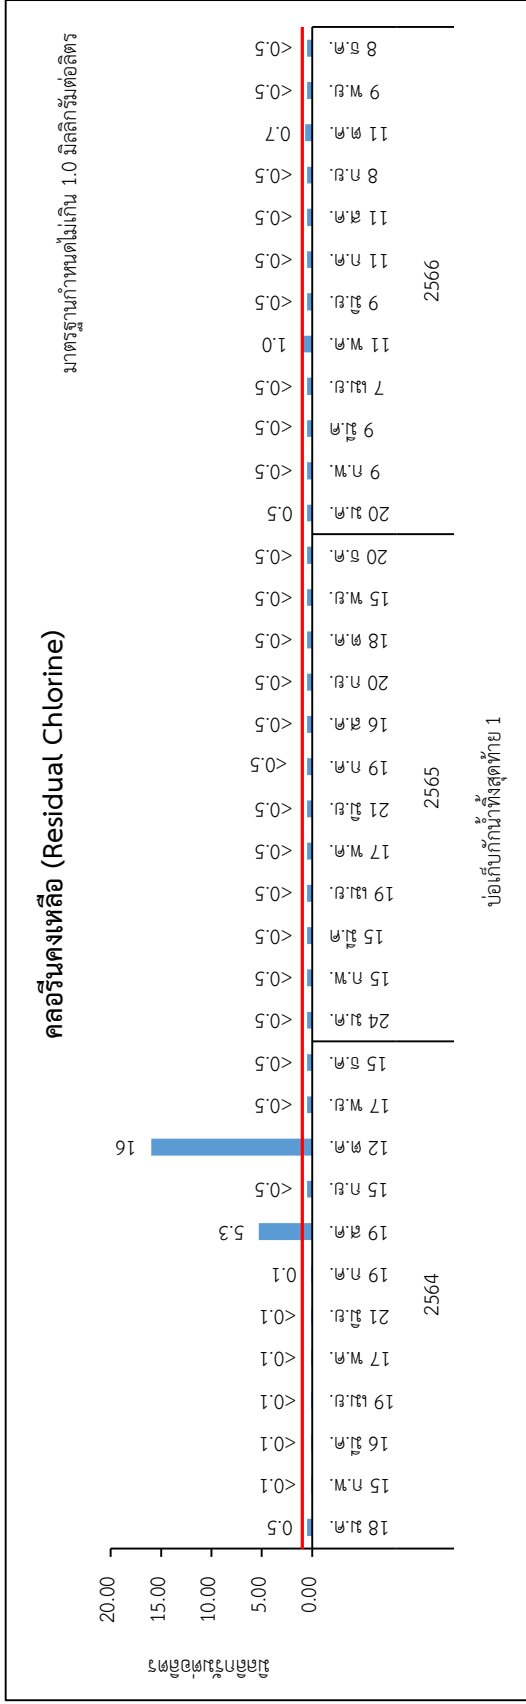 คลอรีนคงเหลือ (Residual Chlorine)
มาตรฐานกำหนดไม่เกิน 1.0 มิลลิกรัมต่อลิตร
มิลลิกรัมต่อลิตร
20.00
15.00
10.00
5.00
0.00
0.5
<0.1
<0.1
<0.1
<0.1
<0.1
0.1
5.3
<0.5
16
<0.5
<0.5
<0.5
<0.5
<0.5
<0.5
<0.5
<0.5
<0.5
<0.5
<0.5
<0.5
<0.5
<0.5
0.5
<0.5
<0.5
<0.5
1.0
<0.5
<0.5
<0.5
<0.5
0.7
<0.5
<0.5
18 ม.ค.
15 ก.พ.
16 มี.ค.
19 เม.ย.
17 พ.ค.
21 มิ.ย.
19 ก.ค.
19 ส.ค.
15 ก.ย.
12 ต.ค.
17 พ.ย.
15 ธ.ค.
24 ม.ค.
15 ก.พ.
15 มี.ค
19 เม.ย.
17 พ.ค.
21 มิ.ย.
19 ก.ค.
16 ส.ค.
20 ก.ย.
18 ต.ค.
15 พ.ย.
20 ธ.ค.
20 ม.ค.
9 ก.พ.
9 มี.ค
7 เม.ย.
11 พ.ค.
9 มิ.ย.
11 ก.ค.
11 ส.ค.
8 ก.ย.
11 ต.ค.
9 พ.ย.
8 ธ.ค.
2564
2565
2566
บ่อเก็บกักน้ำทิ้งสุดท้าย 1